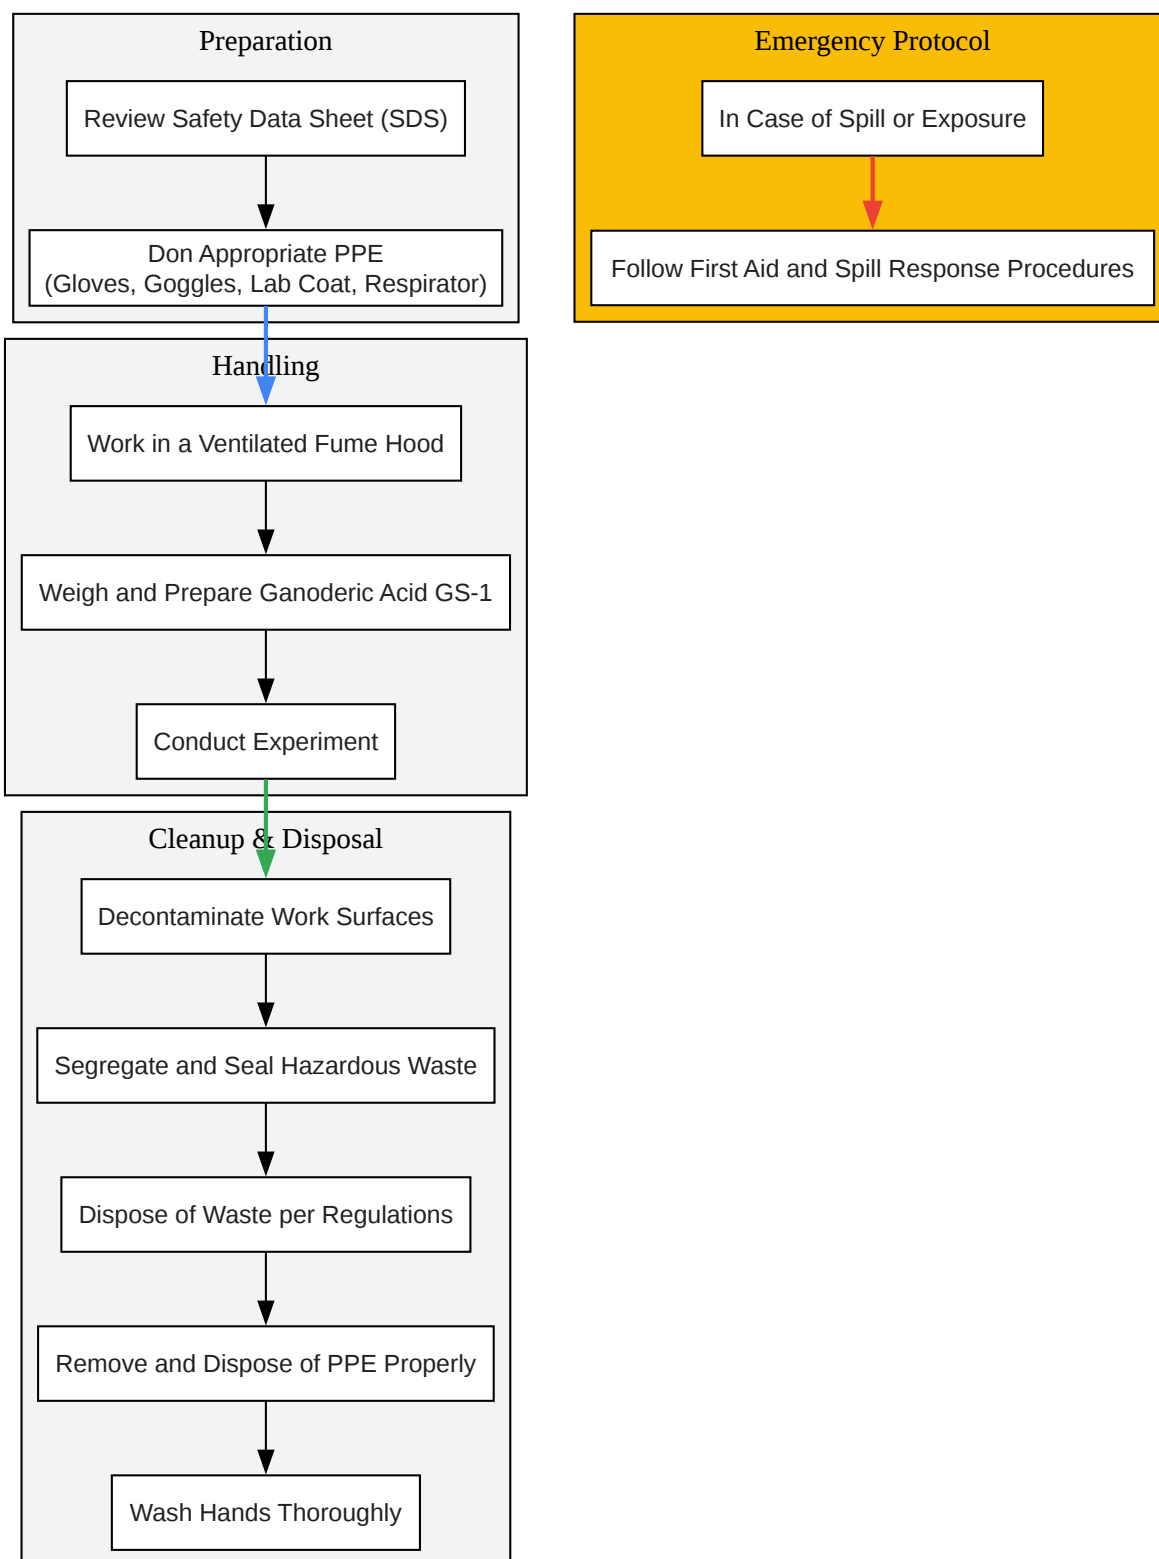 Preparation
Review Safety Data Sheet (SDS)
Don Appropriate PPE
(Gloves, Goggles, Lab Coat, Respirator)
Handling
Work in a Ventilated Fume Hood
Weigh and Prepare Ganoderic Acid GS-1
Conduct Experiment
Cleanup & Disposal
Decontaminate Work Surfaces
Segregate and Seal Hazardous Waste
Dispose of Waste per Regulations
Remove and Dispose of PPE Properly
Wash Hands Thoroughly
Emergency Protocol
In Case of Spill or Exposure
Follow First Aid and Spill Response Procedures